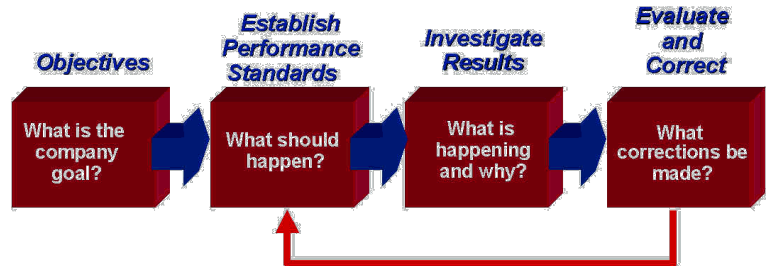 Objectives
Establish
Performance
Standards
Investigate
Results
Evaluate
and
Correct
What is the
company
goal?
What should
happen?
What is
happening
and why?
What
corrections be
made?